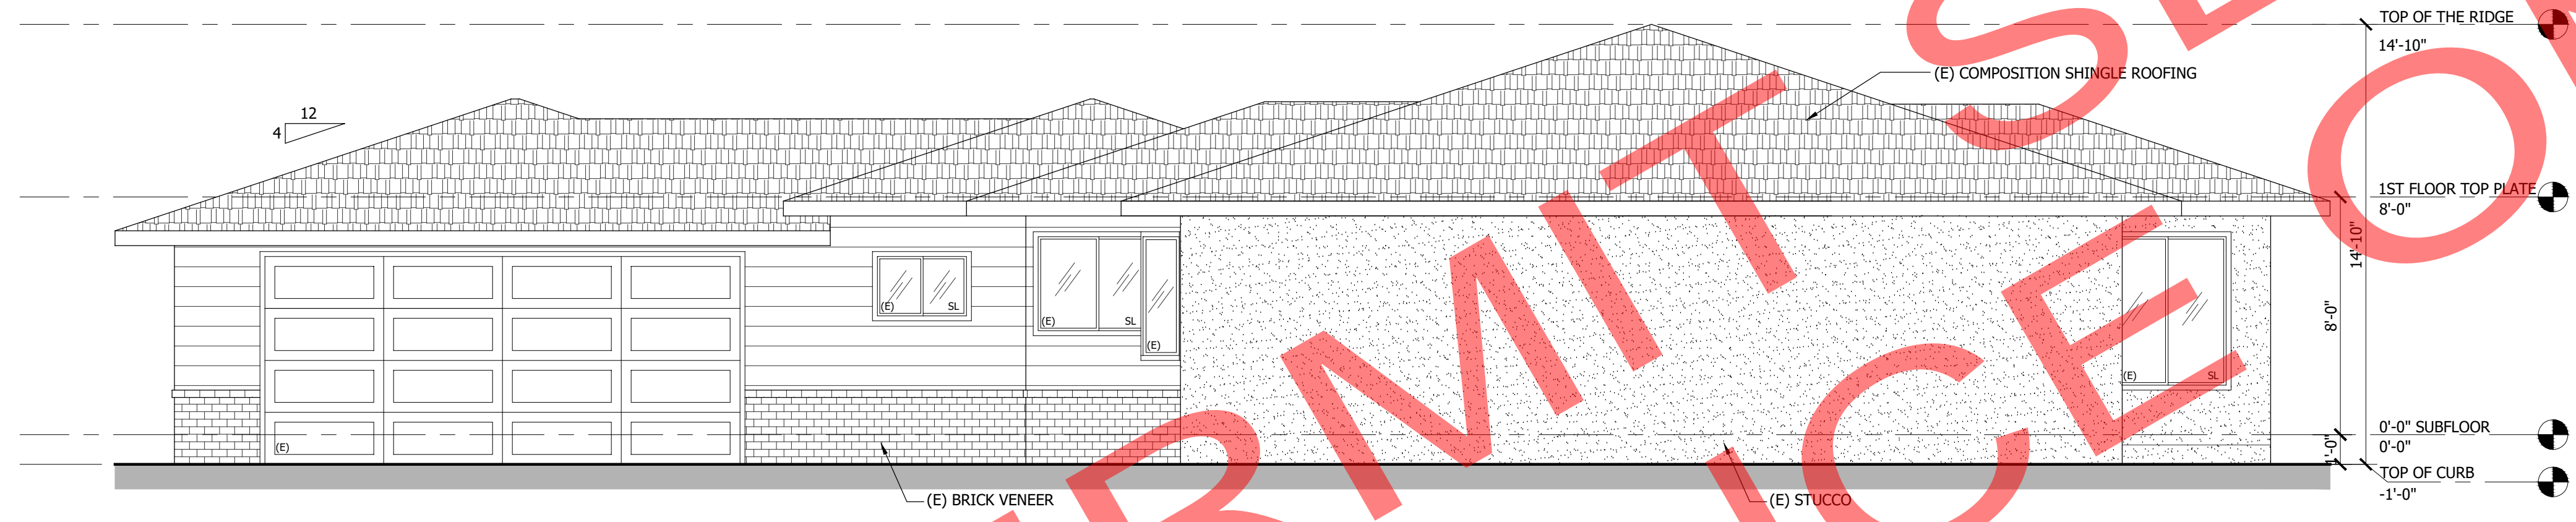 TOP OF THE RIDGE
14'-10"
(E) COMPOSITION SHINGLE ROOFING
12
4
1ST FLOOR TOP PLATE
8'-0"
14'-10"
8'-0"
(E)
SL
(E)
SL
(E)
(E)
SL
(E)
0'-0" SUBFLOOR
0'-0"
1'-0"
TOP OF CURB
-1'-0"
(E) BRICK VENEER
(E) STUCCO